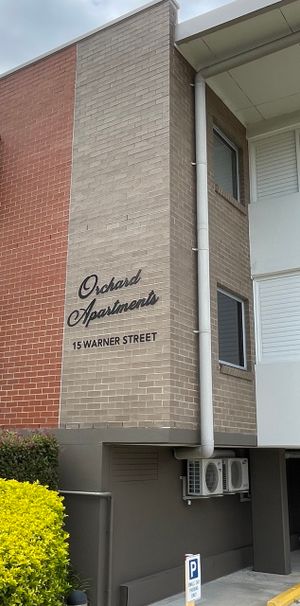 Orchard
Apartments
15 WARNER STREET
P